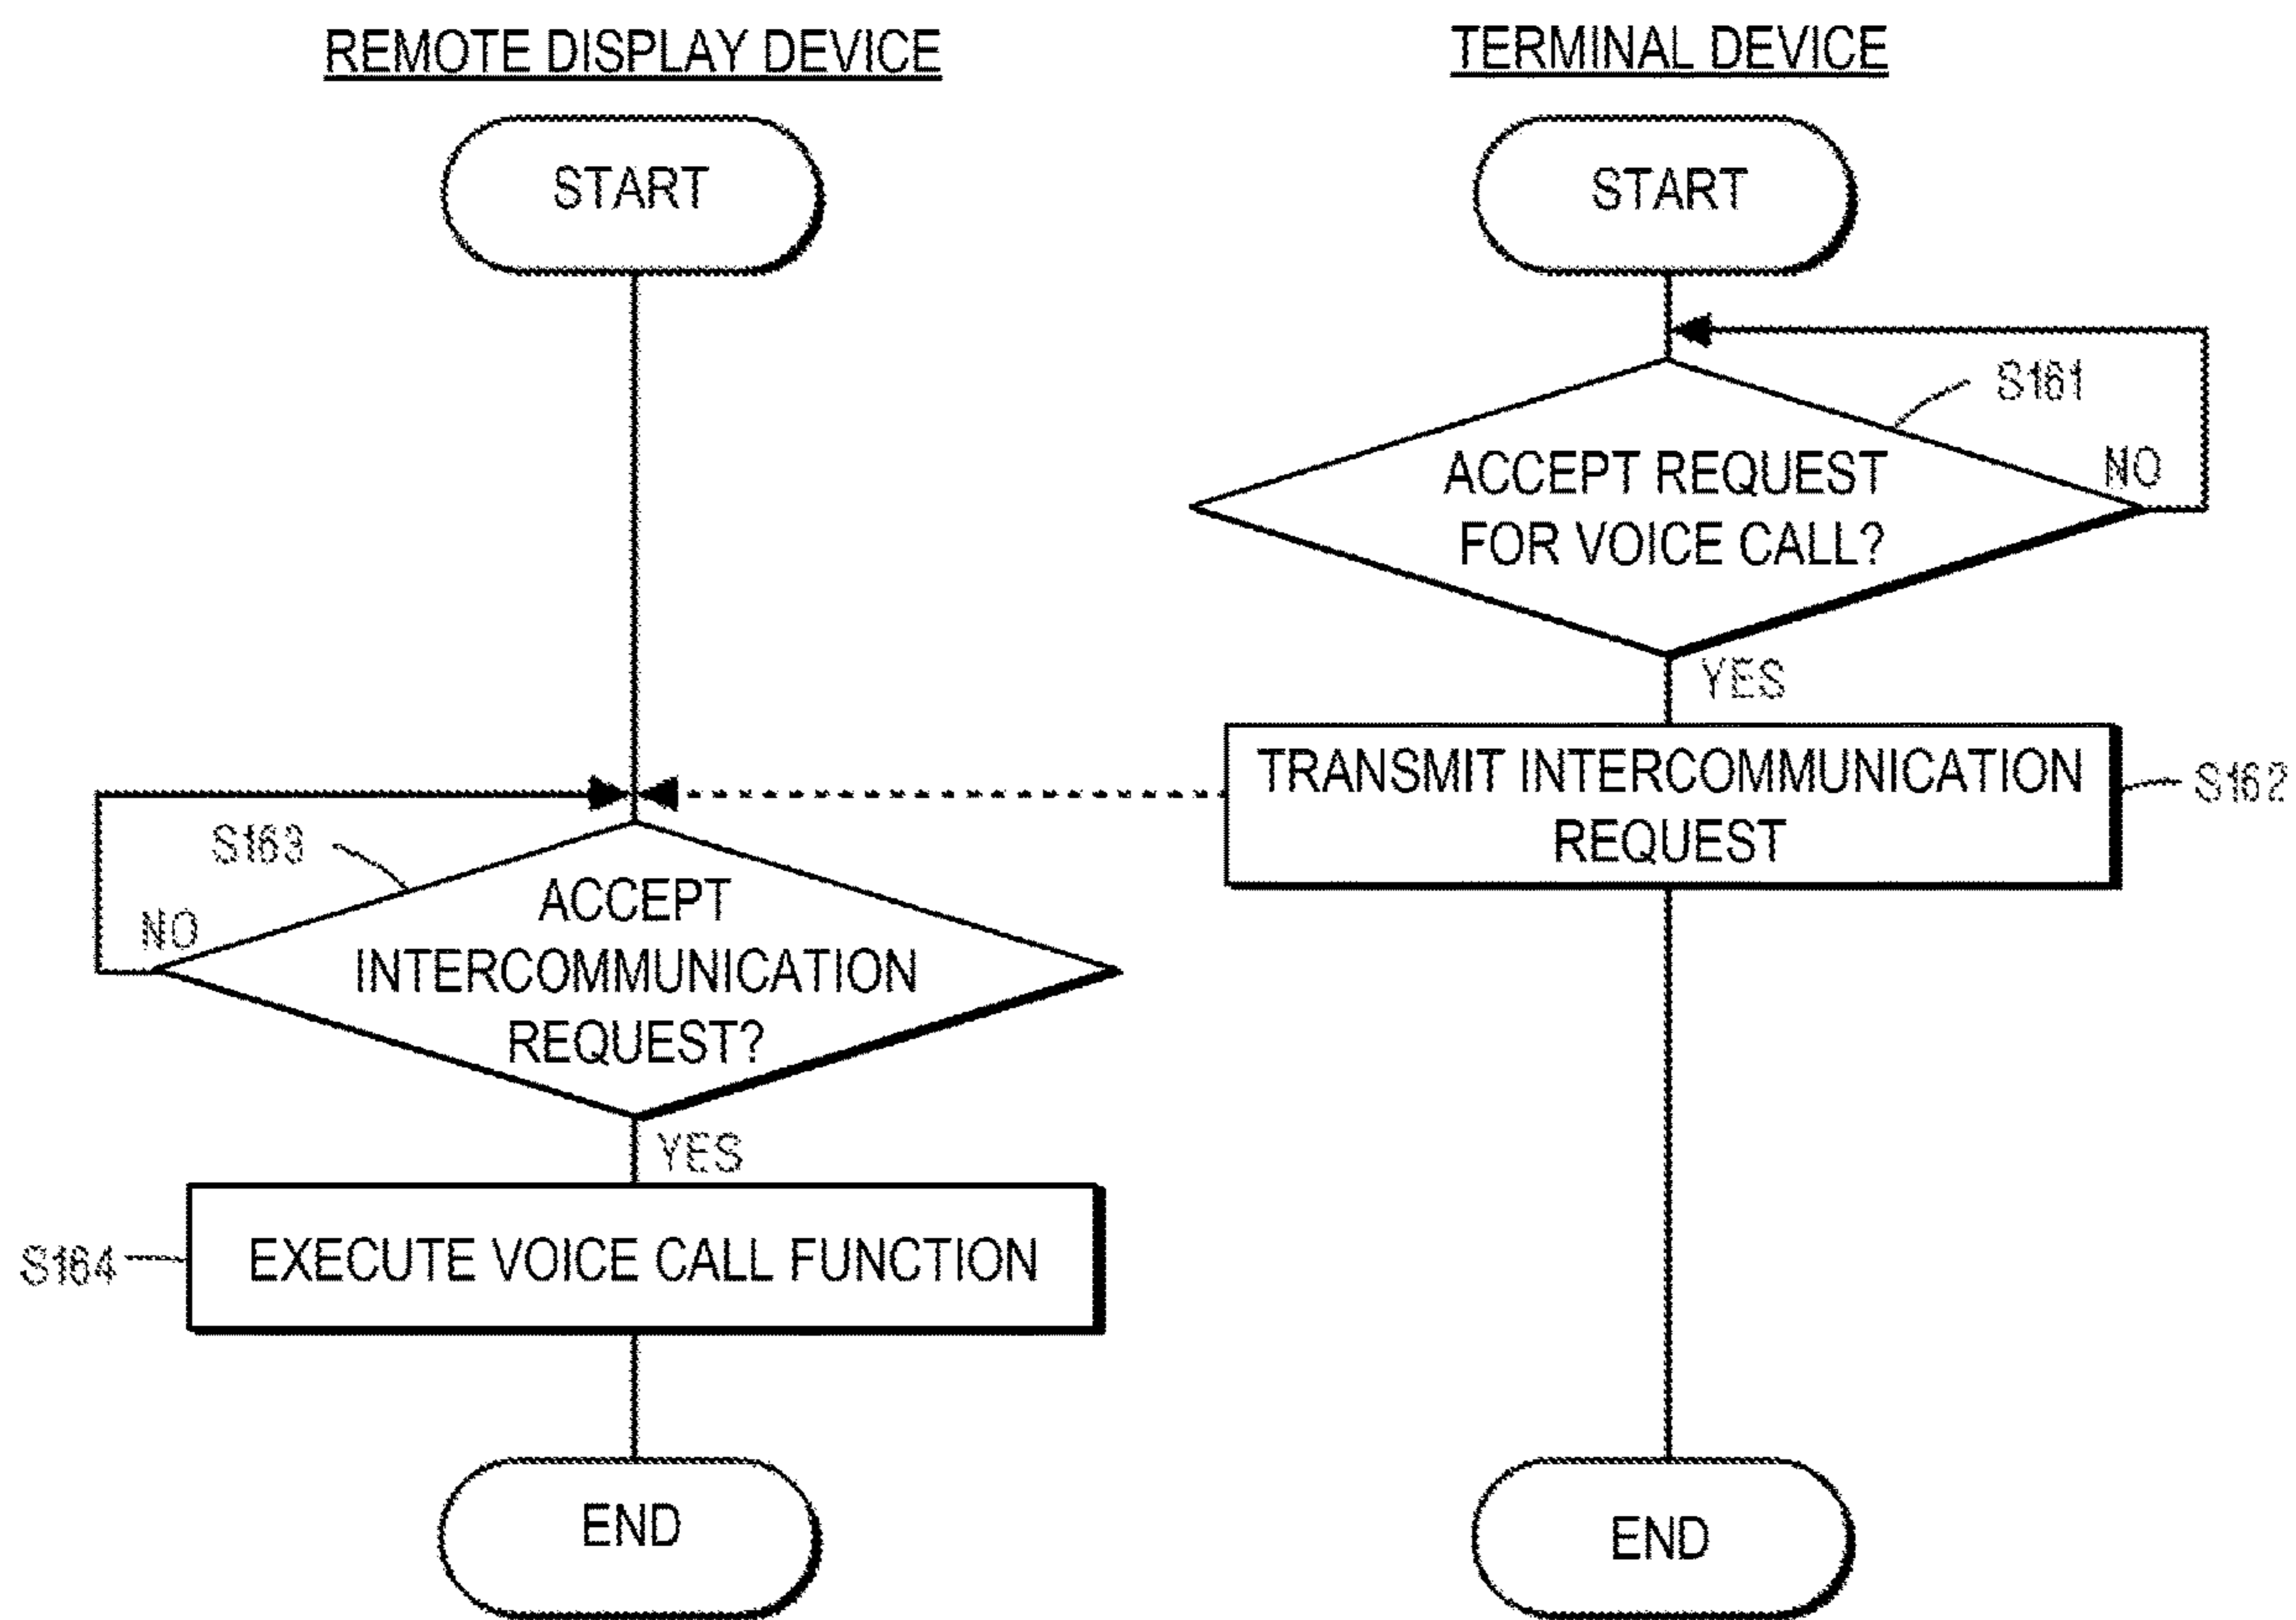 REMOTE DISPLAY DEVICE
START
S163
NO
ACCEPT
INTERCOMMUNICATION
REQUEST?
YES
S164
EXECUTE VOICE CALL FUNCTION
END
TERMINAL DEVICE
START
S161
ACCEPT REQUEST
FOR VOICE CALL?
NO
YES
TRANSMIT INTERCOMMUNICATION
REQUEST
S162
END